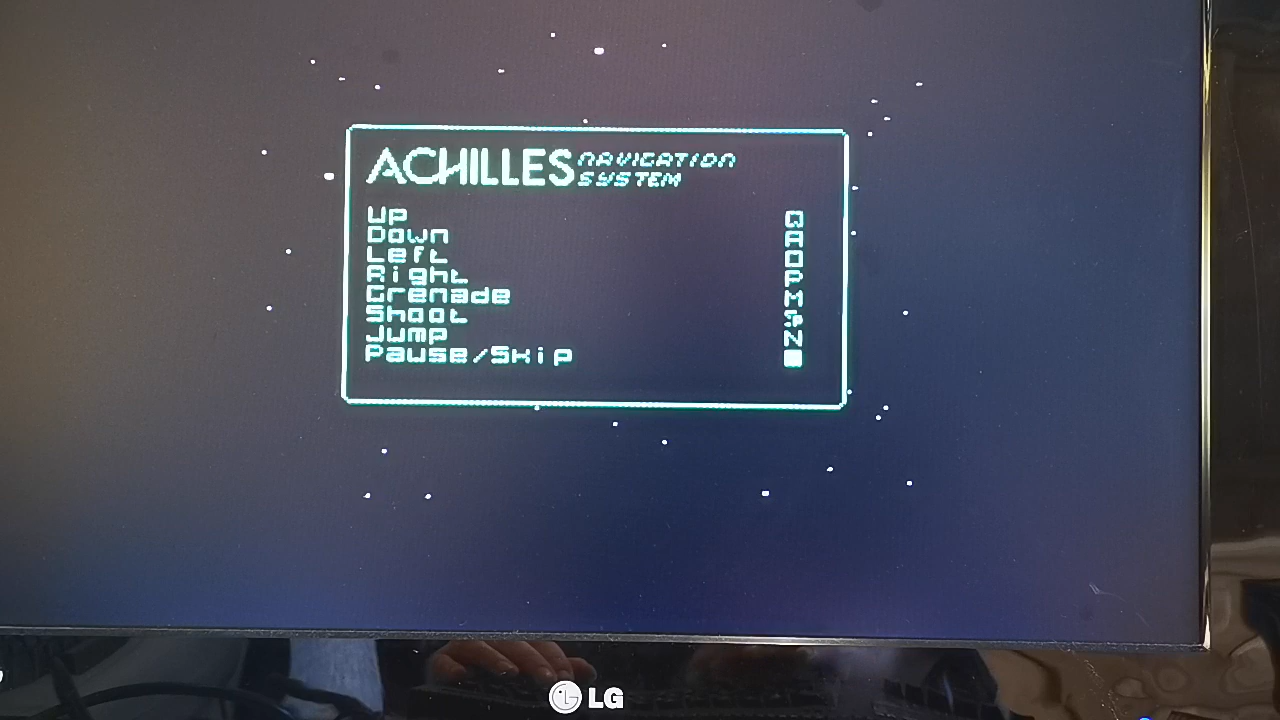 ACHILLES NAVIGATION
SYSTEM
Up Q
Down A
Left O
Right P
Grenade M
Shoot
Jump N
Pause/Skip
LG